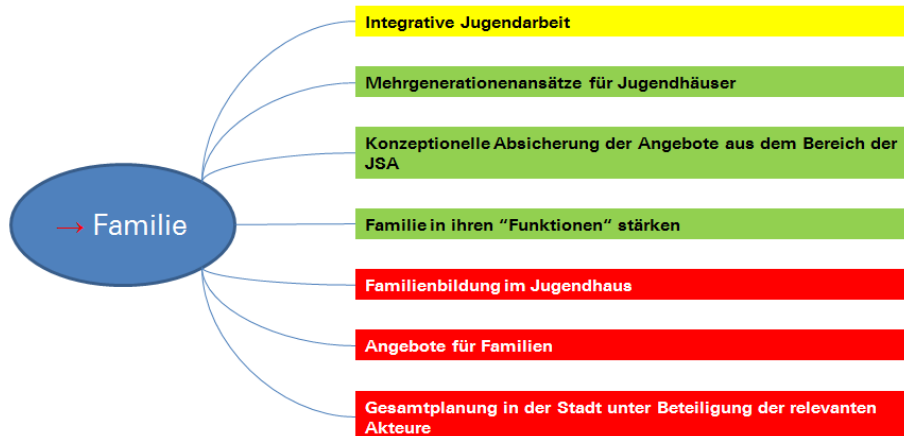 Integrative Jugendarbeit
Mehrgenerationenansätze für Jugendhäuser
Konzeptionelle Absicherung der Angebote aus dem Bereich der
JSA
→ Familie
Familie in ihren “Funktionen“ stärken
Familienbildung im Jugendhaus
Angebote für Familien
Gesamtplanung in der Stadt unter Beteiligung der relevanten
Akteure